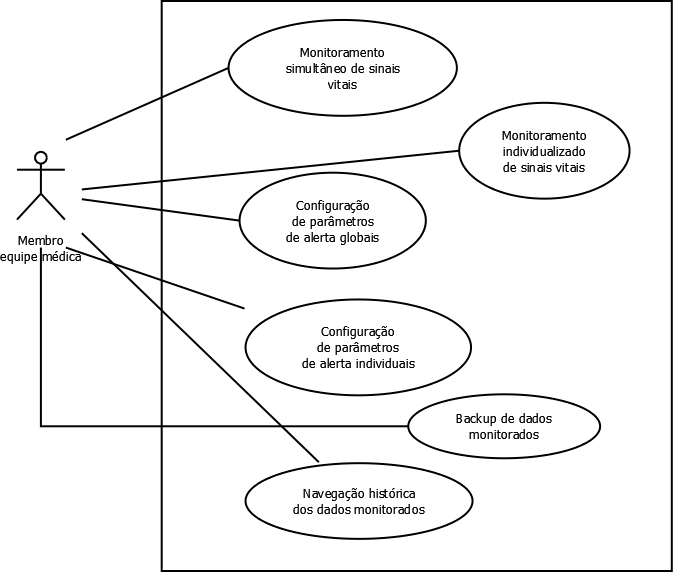 Monitoramento
simultâneo de sinais
vitais
Monitoramento
individualizado
de sinais vitais
Configuração
de parâmetros
de alerta globais
Membro
equipe médica
Configuração
de parâmetros
de alerta individuais
Backup de dados
monitorados
Navegação histórica
dos dados monitorados